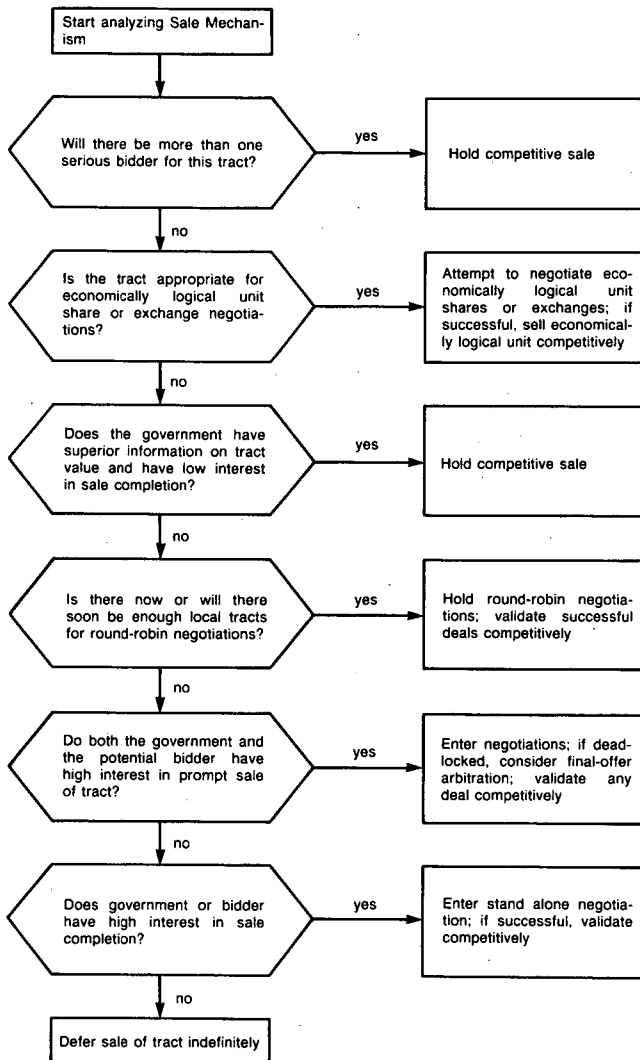 Start analyzing Sale Mechan-
ism
Will there be more than one
serious bidder for this tract?
yes
Hold competitive sale
no
Is the tract appropriate for
economically logical unit
share or exchange negotia-
tions?
yes
Attempt to negotiate eco-
nomically logical unit
shares or exchanges; if
successful, sell economical-
ly logical unit competitively
no
Does the government have
superior information on tract
value and have low interest
in sale completion?
yes
Hold competitive sale
no
Is there now or will there
soon be enough local tracts
for round-robin negotiations?
yes
Hold round-robin negotia-
tions; validate successful
deals competitively
no
Do both the government and
the potential bidder have
high interest in prompt sale
of tract?
yes
Enter negotiations; if dead-
locked, consider final-offer
arbitration; validate any
deal competitively
no
Does government or bidder
have high interest in sale
completion?
yes
Enter stand alone negotia-
tion; if successful, validate
competitively
no
Defer sale of tract indefinitely